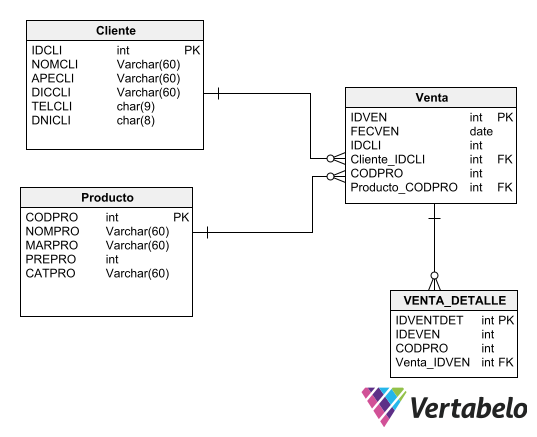 Cliente
IDCLI int PK
NOMCLI Varchar(60)
APECLI Varchar(60)
DICCLI Varchar(60)
TELCLI char(9)
DNICLI char(8)
Venta
IDVEN int PK
FECVEN date
IDCLI int
Cliente_IDCLI int FK
CODPRO int
Producto_CODPRO int FK
Producto
CODPRO int PK
NOMPRO Varchar(60)
MARPRO Varchar(60)
PREPRO int
CATPRO Varchar(60)
VENTA_DETALLE
IDVENTDET int PK
IDEVEN int
CODPRO int
Venta_IDVEN int FK
Vertabelo